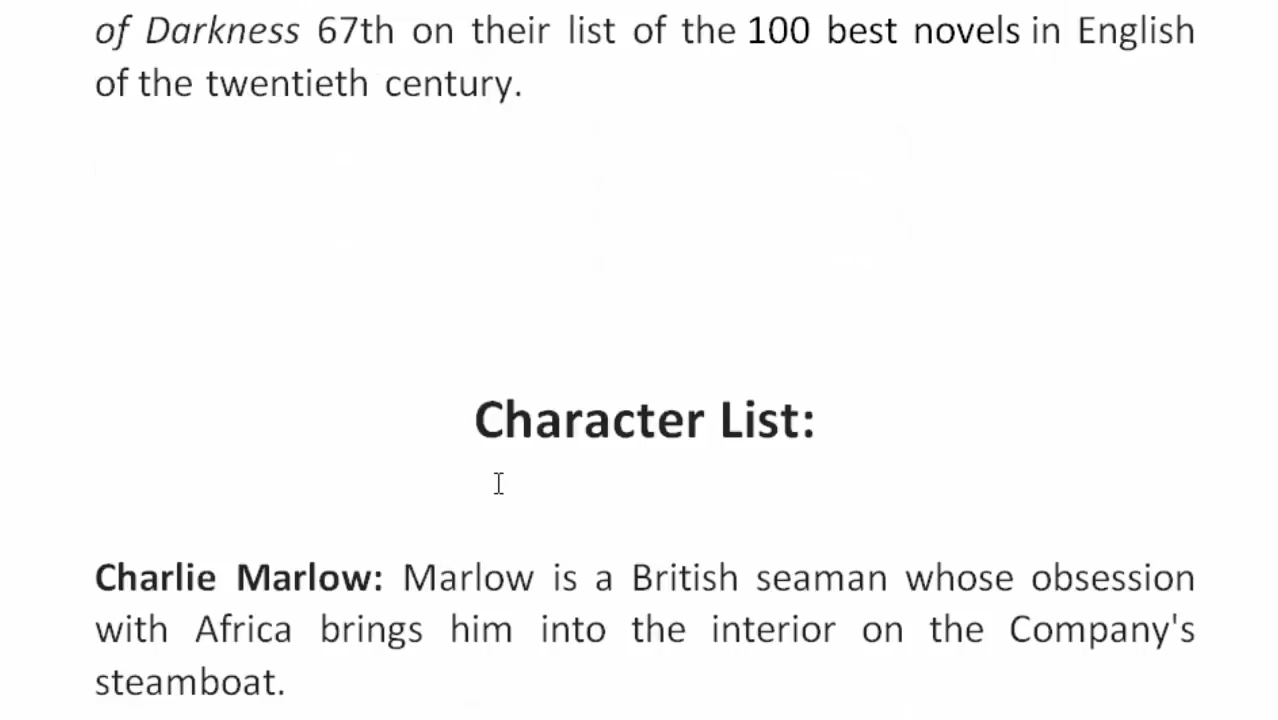 of Darkness 67th on their list of the 100 best novels in English
of the twentieth century.
Character List:
Charlie Marlow: Marlow is a British seaman whose obsession
with Africa brings him into the interior on the Company's
steamboat.